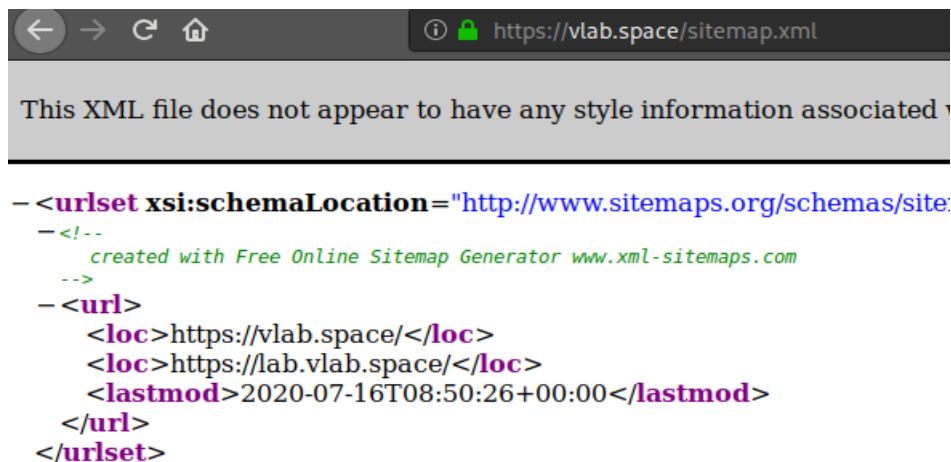 https://vlab.space/sitemap.xml
This XML file does not appear to have any style information associated
−<urlset xsi:schemaLocation="http://www.sitemaps.org/schemas/site
−<!--
created with Free Online Sitemap Generator www.xml-sitemaps.com
-->
−<url>
<loc>https://vlab.space/</loc>
<loc>https://lab.vlab.space/</loc>
<lastmod>2020-07-16T08:50:26+00:00</lastmod>
</url>
</urlset>